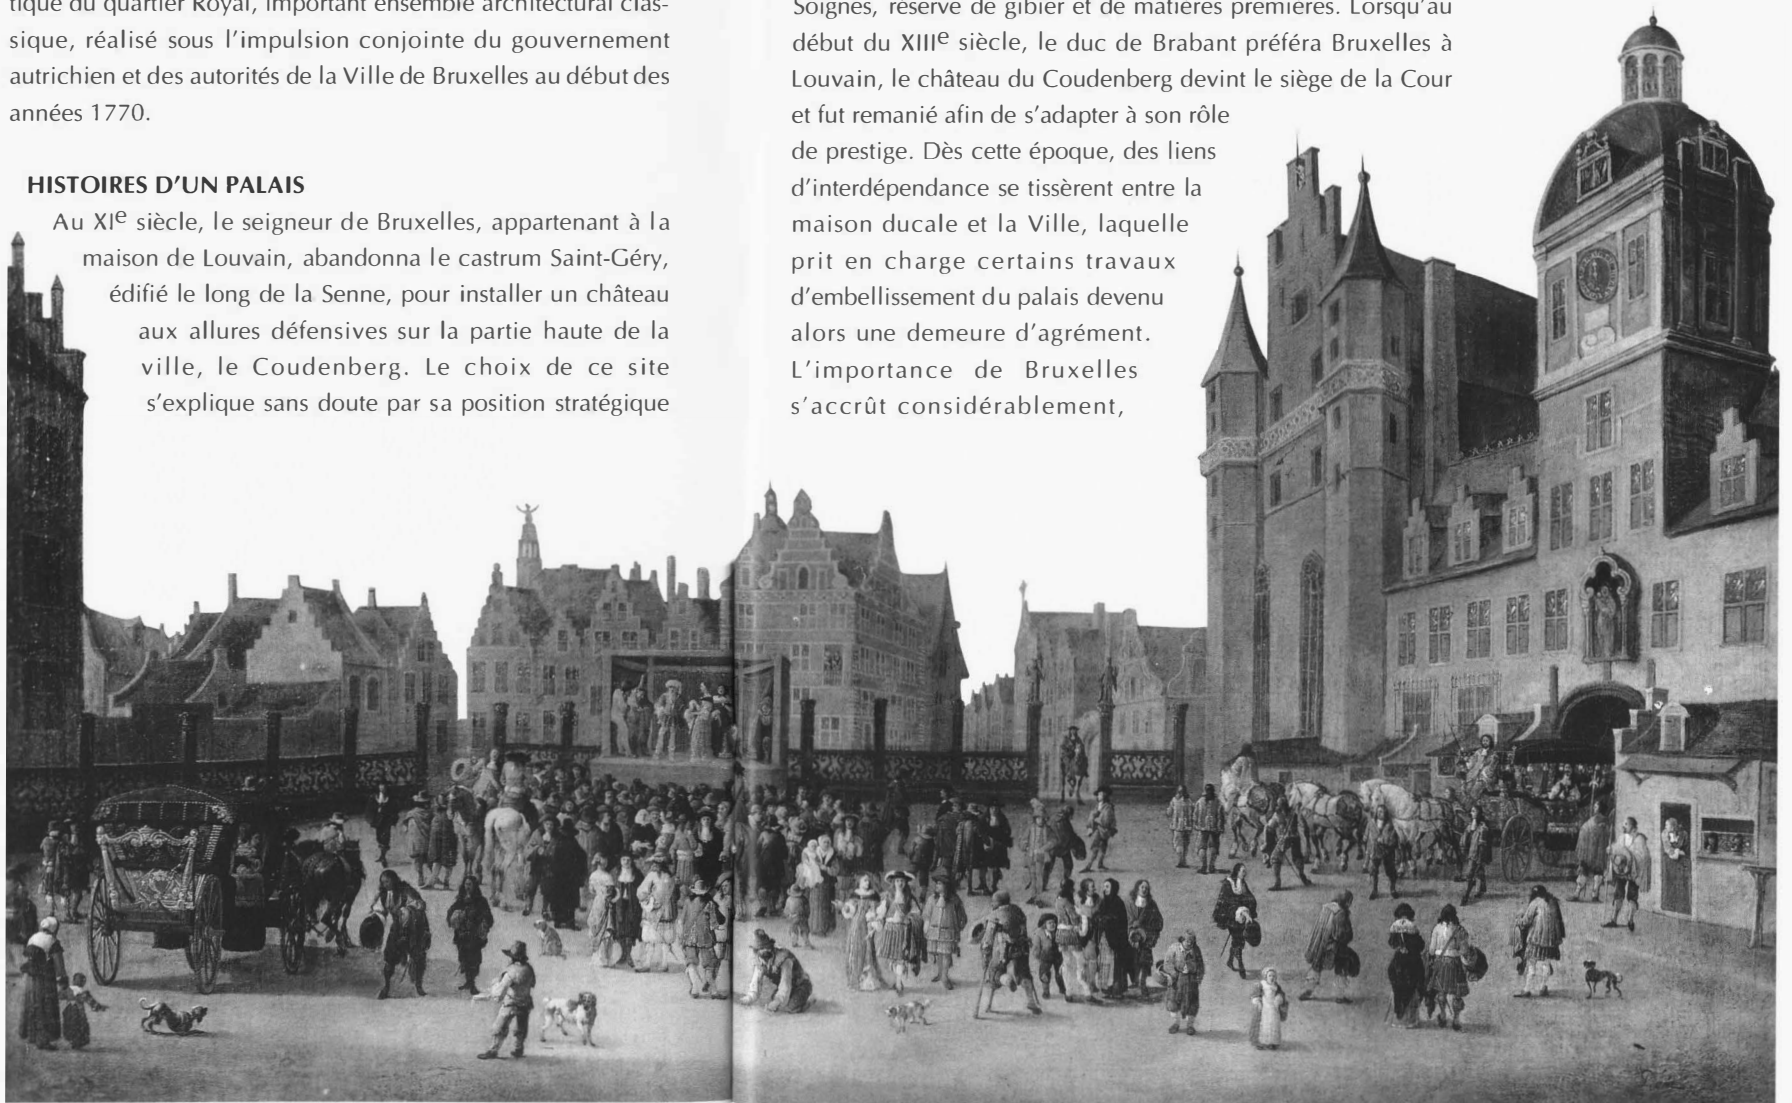 tique du quartier Royal, important ensemble architectural clas-
sique, réalisé sous l'impulsion conjointe du gouvernement
autrichien et des autorités de la Ville de Bruxelles au début des
années 1770.
HISTOIRES D'UN PALAIS
Au XIe siècle, le seigneur de Bruxelles, appartenant à la
maison de Louvain, abandonna le castrum Saint-Géry,
édifié le long de la Senne, pour installer un château
aux allures défensives sur la partie haute de la
ville, le Coudenberg. Le choix de ce site
s'explique sans doute par sa position stratégique
Soignes, réserve de gibier et de matières premières. Lorsqu'au
début du XIIIe siècle, le duc de Brabant préféra Bruxelles à
Louvain, le château du Coudenberg devint le siège de la Cour
et fut remanié afin de s'adapter à son rôle
de prestige. Dès cette époque, des liens
d'interdépendance se tissèrent entre la
maison ducale et la Ville, laquelle
prit en charge certains travaux
d'embellissement du palais devenu
alors une demeure d'agrément.
L'importance de Bruxelles
s'accrût considérablement,